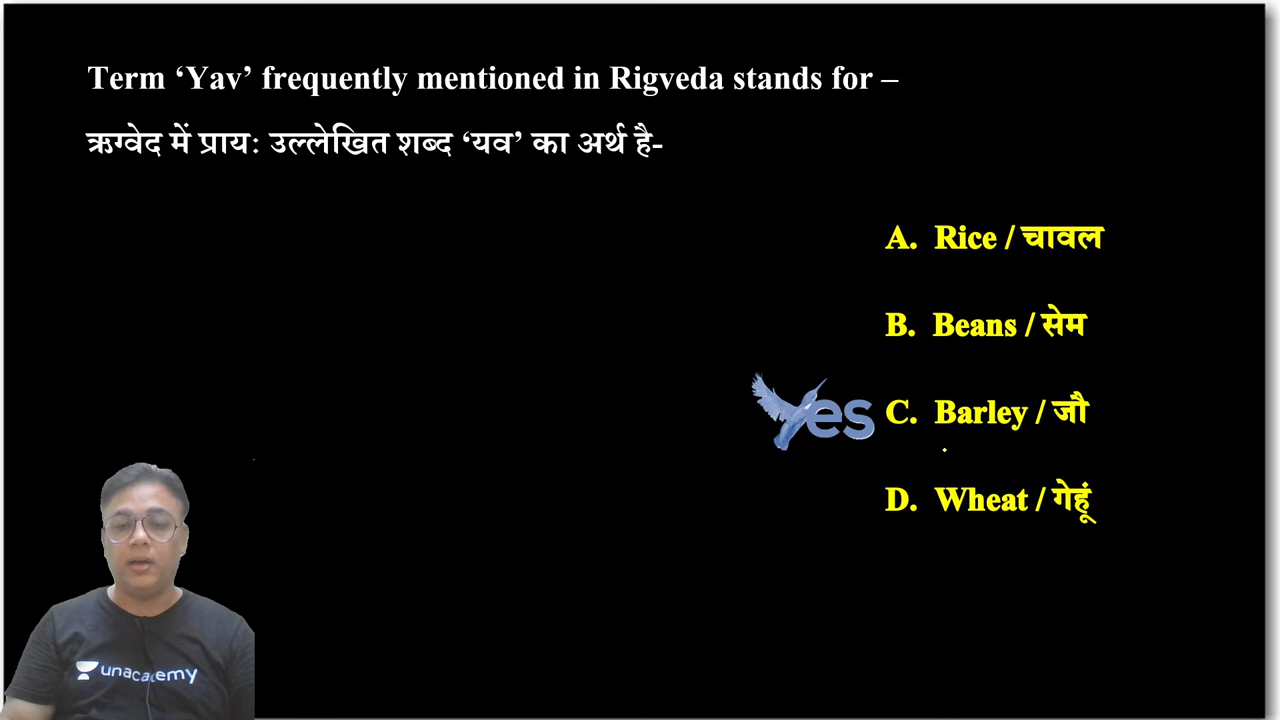 Term ‘Yav’ frequently mentioned in Rigveda stands for –
ऋग्वेद में प्रायः उल्लेखित शब्द ‘यव’ का अर्थ है-
A. Rice / चावल
B. Beans / सेम
Yes
C. Barley / जौ
D. Wheat / गेहूं
unacademy